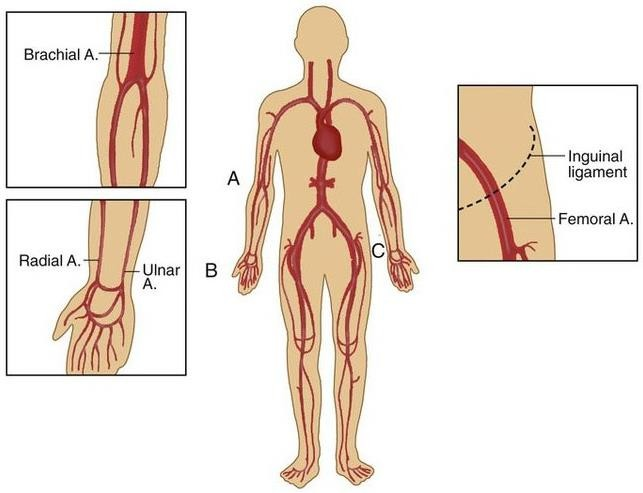 Brachial A.
A
Radial A.
Ulnar
A.
B
C
Inguinal
ligament
Femoral A.